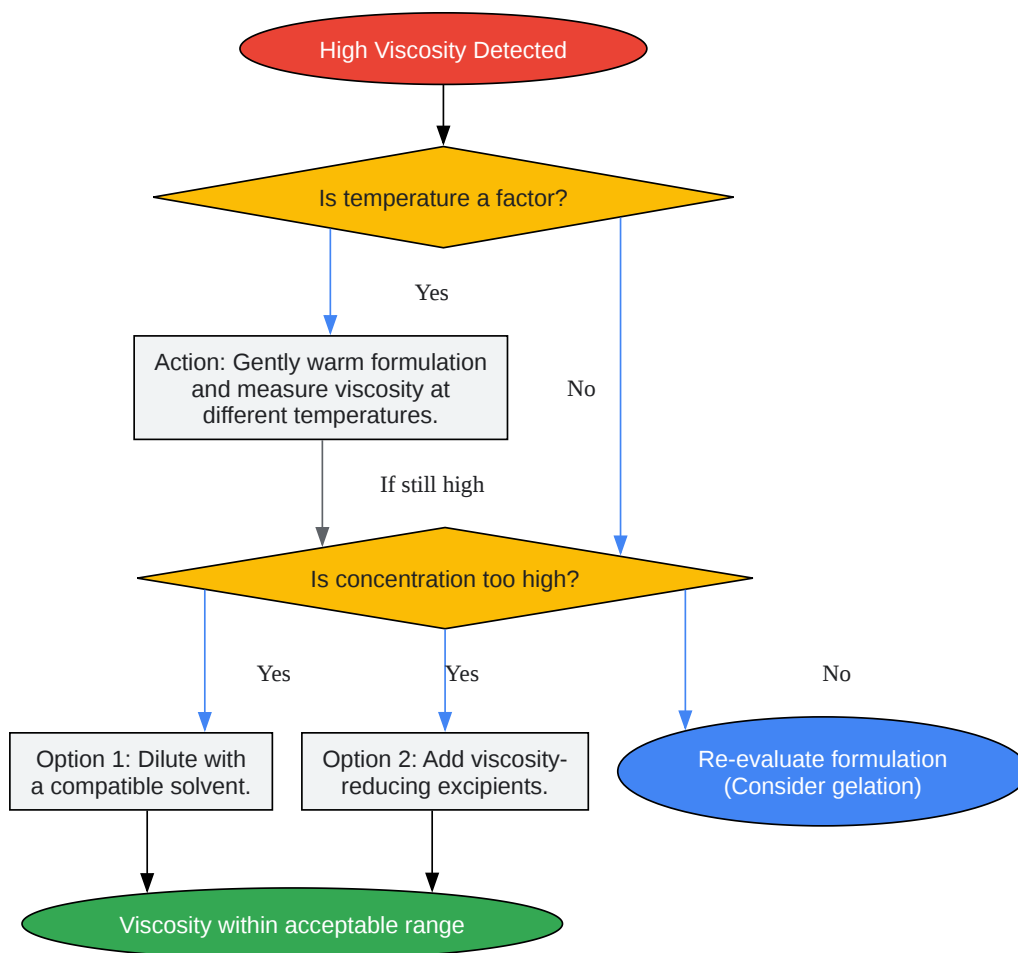 High Viscosity Detected
Is temperature a factor?
Yes
Action: Gently warm formulation
and measure viscosity at
different temperatures.
No
If still high
Is concentration too high?
Yes
Yes
No
Option 1: Dilute with
a compatible solvent.
Option 2: Add viscosity-
reducing excipients.
Re-evaluate formulation
(Consider gelation)
Viscosity within acceptable range